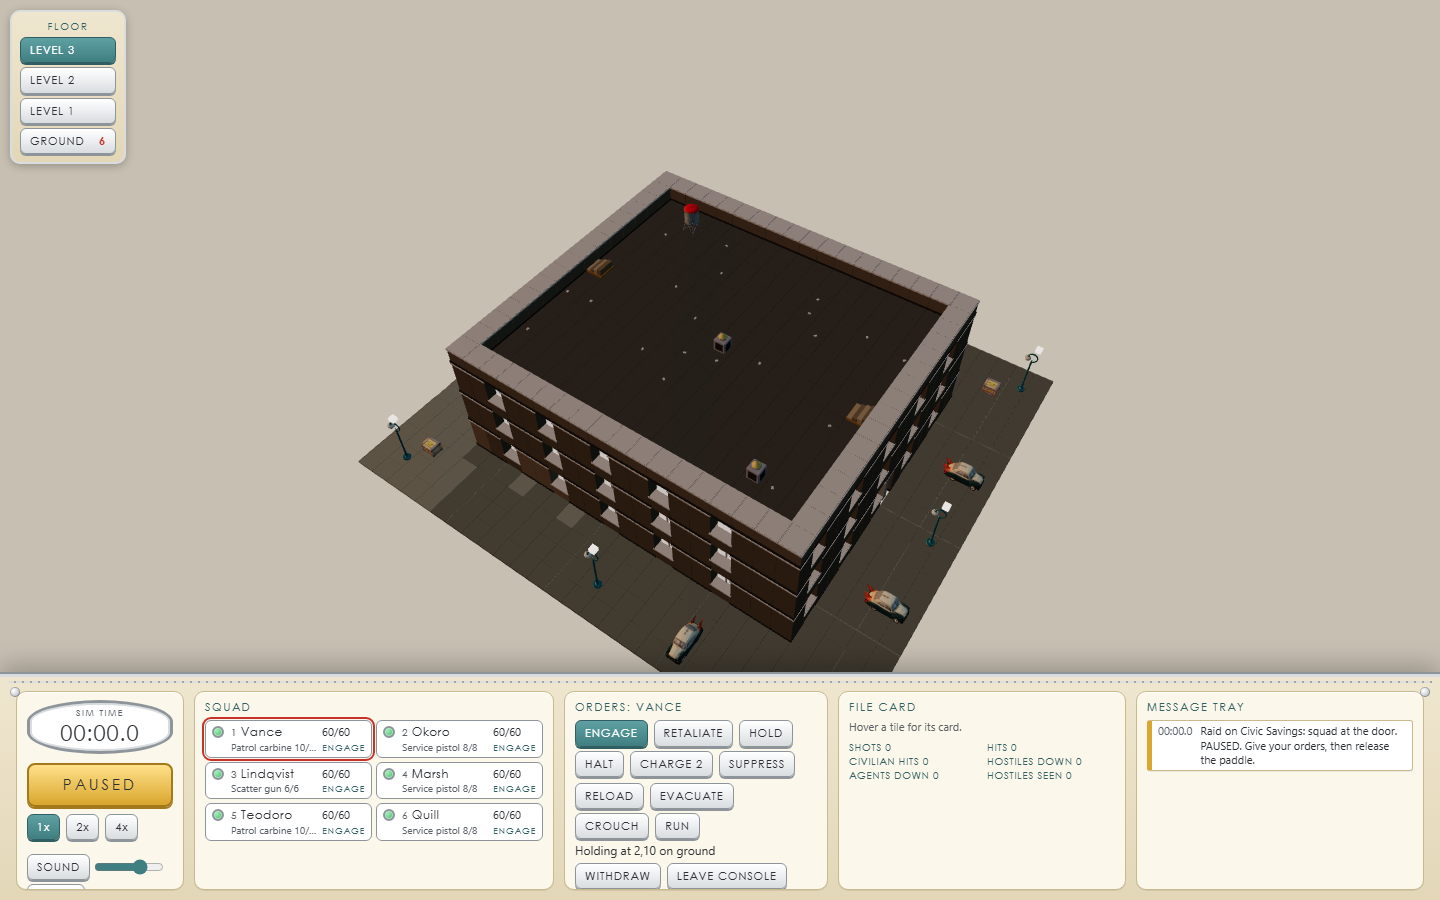 FLOOR
LEVEL 3
LEVEL 2
LEVEL 1
GROUND 6
SIM TIME
00:00.0
PAUSED
1x 2x 4x
SOUND
SQUAD
1 Vance 60/60
Patrol carbine 10/... ENGAGE
2 Okoro 60/60
Service pistol 8/8 ENGAGE
3 Lindqvist 60/60
Scatter gun 6/6 ENGAGE
4 Marsh 60/60
Service pistol 8/8 ENGAGE
5 Teodoro 60/60
Patrol carbine 10/... ENGAGE
6 Quill 60/60
Service pistol 8/8 ENGAGE
ORDERS: VANCE
ENGAGE RETALIATE HOLD
HALT CHARGE 2 SUPPRESS
RELOAD EVACUATE
CROUCH RUN
Holding at 2,10 on ground
WITHDRAW LEAVE CONSOLE
FILE CARD
Hover a tile for its card.
SHOTS 0 HITS 0
CIVILIAN HITS 0 HOSTILES DOWN 0
AGENTS DOWN 0 HOSTILES SEEN 0
MESSAGE TRAY
00:00.0 Raid on Civic Savings: squad at the door.
PAUSED. Give your orders, then release
the paddle.